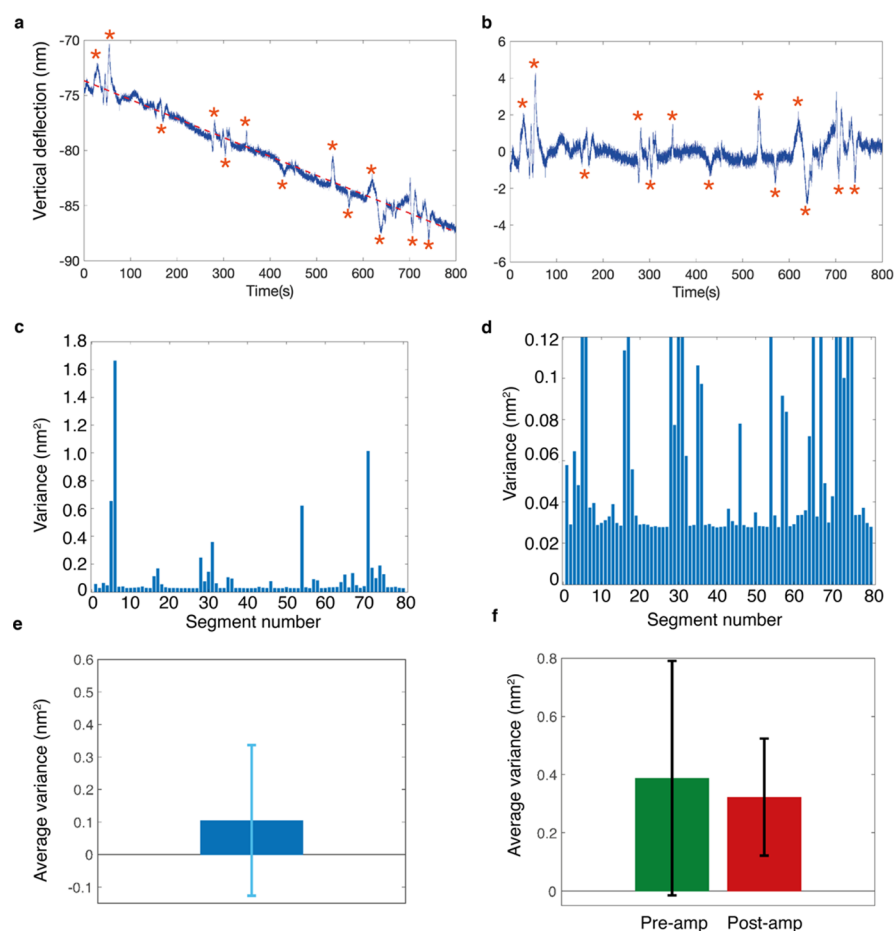 a
b
Vertical deflection (nm)
-70
-75
-80
-85
-90
0 100 200 300 400 500 600 700 800
Time(s)
6
4
2
0
-2
-4
-6
0 100 200 300 400 500 600 700 800
Time(s)
* * * * * * * * * * * * *
* * * * * * * * * * * * *
c
d
Variance (nm²)
1.8
1.6
1.4
1.2
1.0
0.8
0.6
0.4
0.2
0
0 10 20 30 40 50 60 70 80
Segment number
Variance (nm²)
0.12
0.1
0.08
0.06
0.04
0.02
0
0 10 20 30 40 50 60 70 80
Segment number
e
f
Average variance (nm²)
0.6
0.5
0.4
0.3
0.2
0.1
0
-0.1
Average variance (nm²)
0.8
0.6
0.4
0.2
0
Pre-amp Post-amp